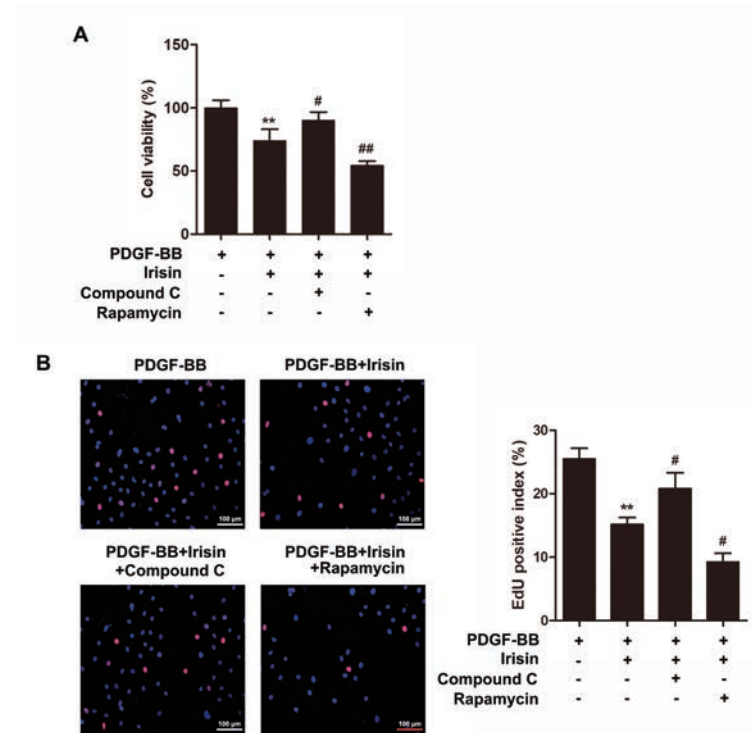 A
150
100
50
0
Cell viability (%)
**
#
##
PDGF-BB + + + +
Irisin - + + +
Compound C - - + -
Rapamycin - - - +
B
PDGF-BB
PDGF-BB+Irisin
100 µm
100 µm
PDGF-BB+Irisin
+Compound C
PDGF-BB+Irisin
+Rapamycin
100 µm
100 µm
30
20
10
0
EdU positive index (%)
**
#
#
PDGF-BB + + + +
Irisin - + + +
Compound C - - + -
Rapamycin - - - +